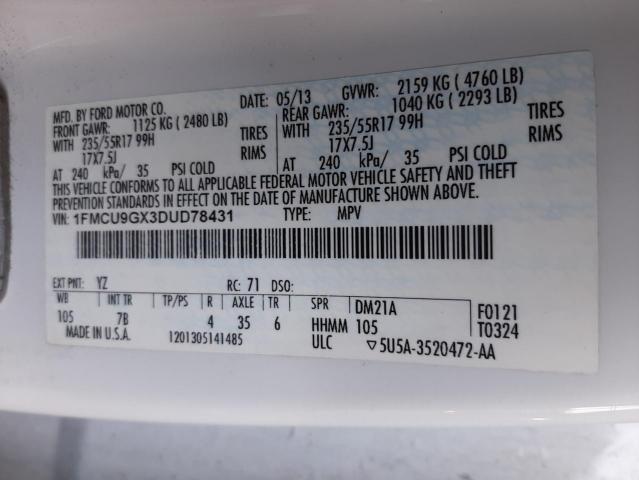 MFD. BY FORD MOTOR CO.
DATE: 05/13 GVWR: 2159 KG ( 4760 LB)
FRONT GAWR: 1125 KG ( 2480 LB) REAR GAWR: 1040 KG ( 2293 LB)
WITH 235/55R17 99H TIRES WITH 235/55R17 99H TIRES
17X7.5J RIMS 17X7.5J RIMS
AT 240 kPa/ 35 PSI COLD AT 240 kPa/ 35 PSI COLD
THIS VEHICLE CONFORMS TO ALL APPLICABLE FEDERAL MOTOR VEHICLE SAFETY AND THEFT
PREVENTION STANDARDS IN EFFECT ON THE DATE OF MANUFACTURE SHOWN ABOVE.
VIN: 1FMCU9GX3DUD78431 TYPE: MPV
EXT PNT: YZ RC: 71 DSO:
WB INT TR TP/PS R AXLE TR SPR DM21A F0121
105 7B 4 35 6 HHMM 105 T0324
MADE IN U.S.A. 1201305141485 ULC ▽5U5A-3520472-AA